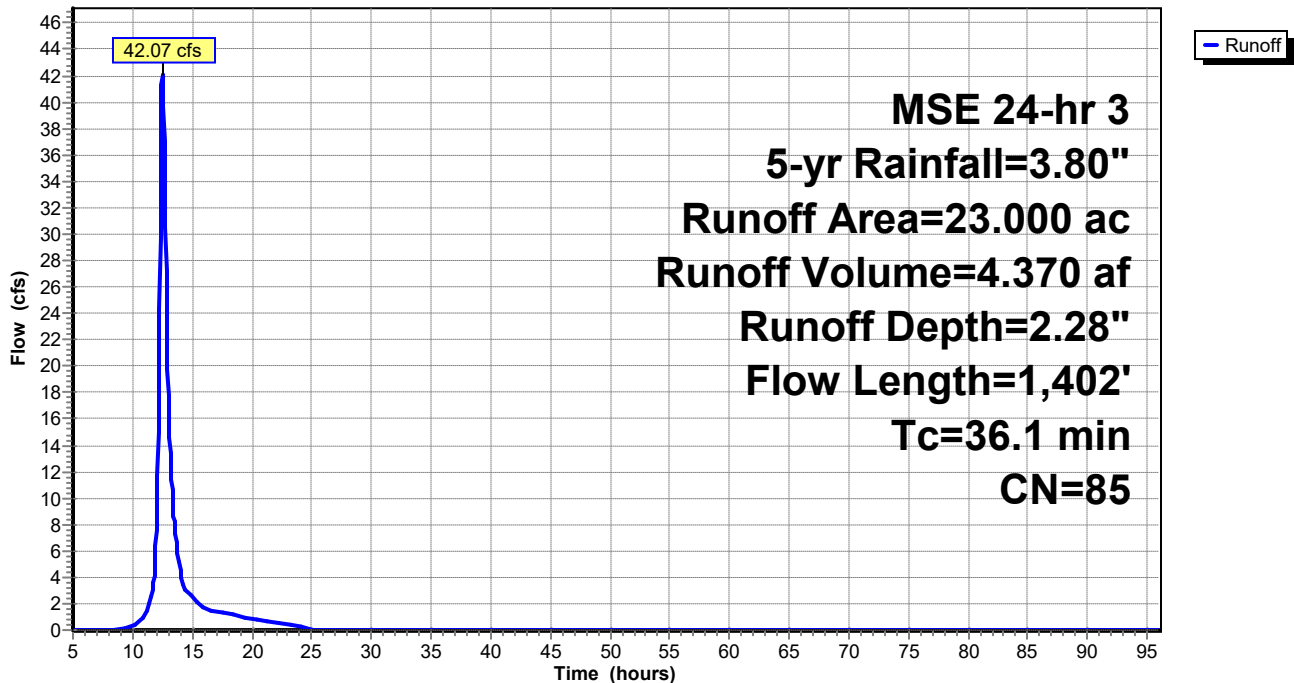 42.07 cfs
Runoff
46
44
42
40
38
36
34
32
30
28
26
24
22
20
18
16
14
12
10
8
6
4
2
0
Flow (cfs)
MSE 24-hr 3
5-yr Rainfall=3.80"
Runoff Area=23.000 ac
Runoff Volume=4.370 af
Runoff Depth=2.28"
Flow Length=1,402'
Tc=36.1 min
CN=85
5 10 15 20 25 30 35 40 45 50 55 60 65 70 75 80 85 90 95
Time (hours)